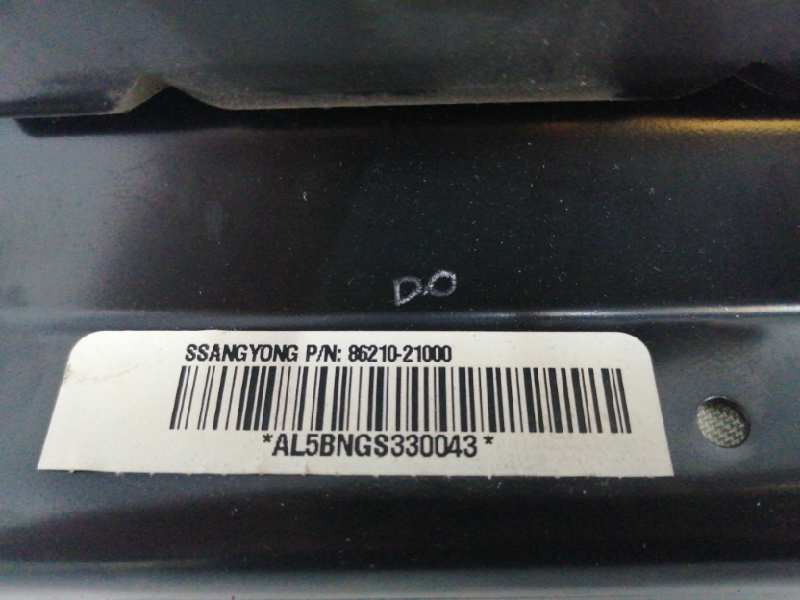 D.O
SSANGYONG P/N: 86210-21000
*AL5BNGS330043*